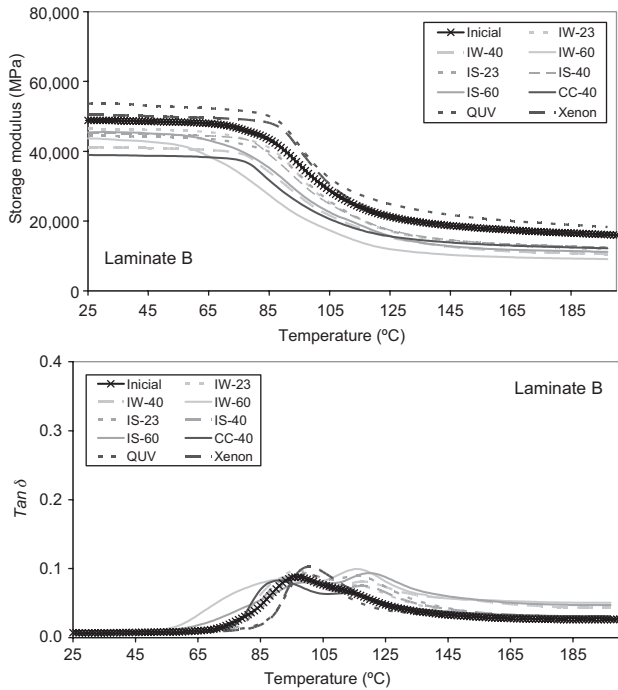 80,000
60,000
40,000
20,000
0
Storage modulus (MPa)
Inicial IW-23
IW-40 IW-60
IS-23 IS-40
IS-60 CC-40
QUV Xenon
Laminate B
25 45 65 85 105 125 145 165 185
Temperature (ºC)
0.4
0.3
0.2
0.1
0.0
Tan δ
Inicial IW-23
IW-40 IW-60
IS-23 IS-40
IS-60 CC-40
QUV Xenon
Laminate B
25 45 65 85 105 125 145 165 185
Temperature (ºC)